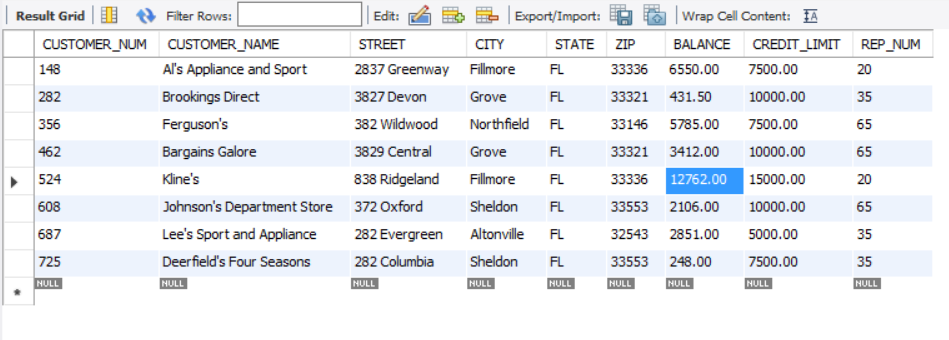 Result Grid Filter Rows: Edit: Export/Import: Wrap Cell Content: IA
CUSTOMER_NUM CUSTOMER_NAME STREET CITY STATE ZIP BALANCE CREDIT_LIMIT REP_NUM
148 Al's Appliance and Sport 2837 Greenway Fillmore FL 33336 6550.00 7500.00 20
282 Brookings Direct 3827 Devon Grove FL 33321 431.50 10000.00 35
356 Ferguson's 382 Wildwood Northfield FL 33146 5785.00 7500.00 65
462 Bargains Galore 3829 Central Grove FL 33321 3412.00 10000.00 65
524 Kline's 838 Ridgeland Fillmore FL 33336 12762.00 15000.00 20
608 Johnson's Department Store 372 Oxford Sheldon FL 33553 2106.00 10000.00 65
687 Lee's Sport and Appliance 282 Evergreen Altonville FL 32543 2851.00 5000.00 35
725 Deerfield's Four Seasons 282 Columbia Sheldon FL 33553 248.00 7500.00 35
* NULL NULL NULL NULL NULL NULL NULL NULL NULL